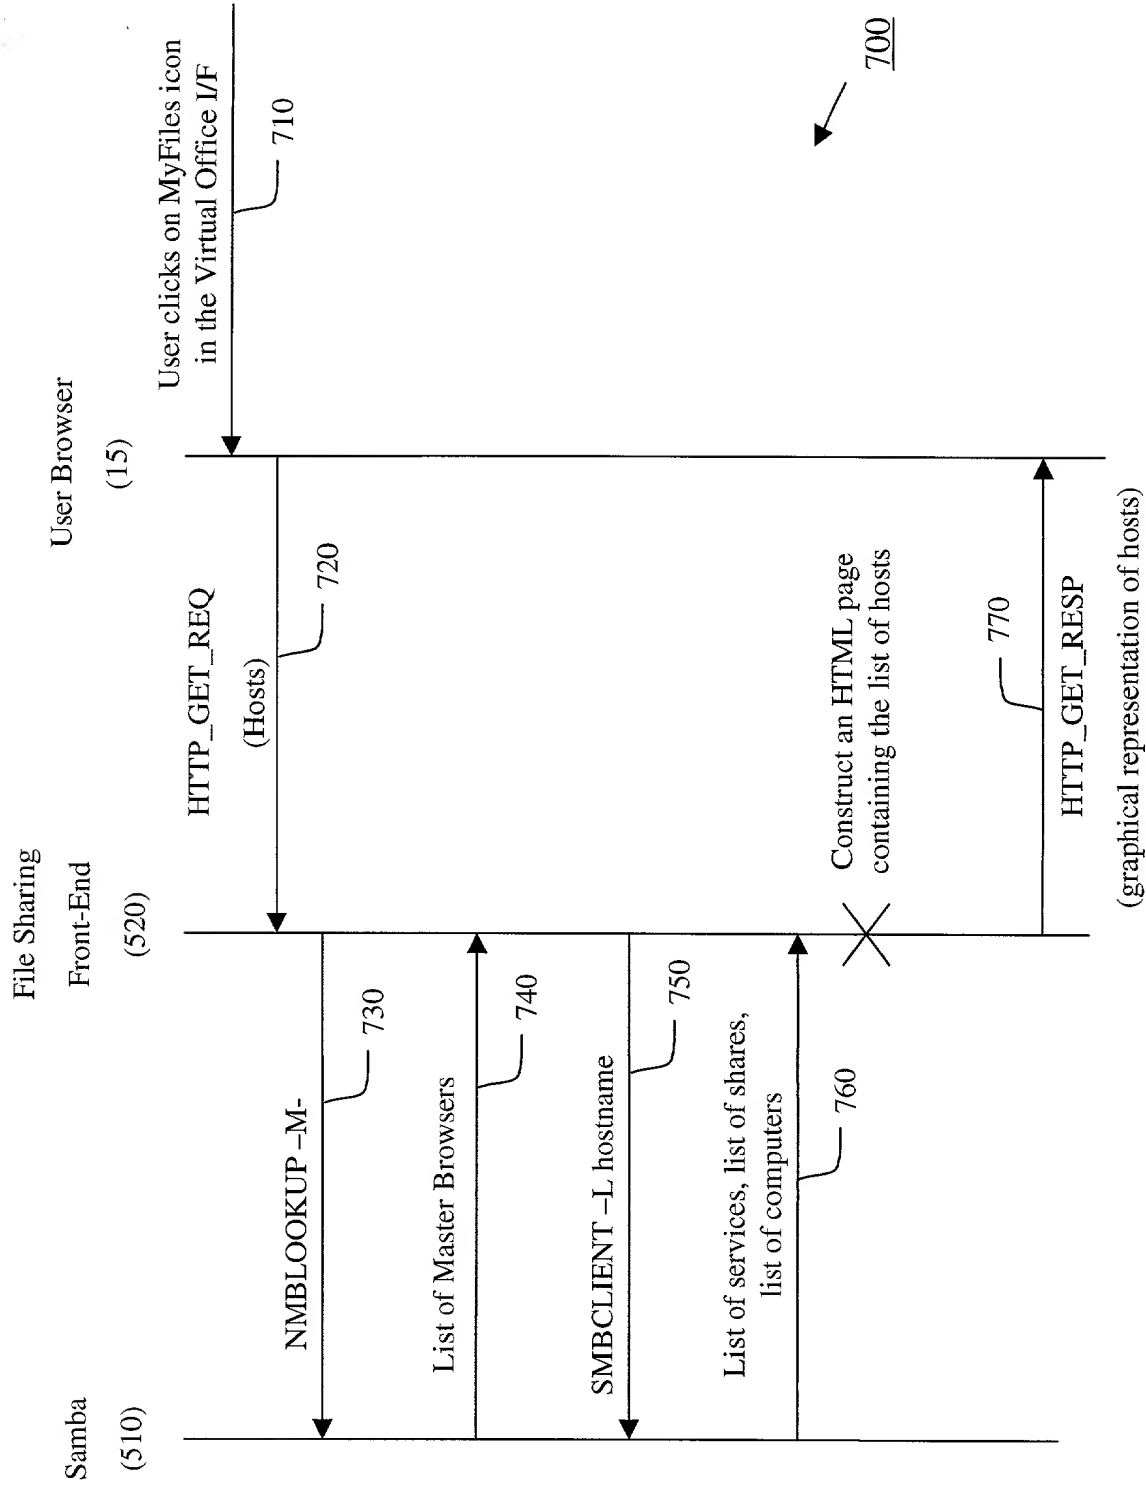 Samba
(510)
File Sharing
Front-End
(520)
User Browser
(15)
User clicks on MyFiles icon
in the Virtual Office I/F
710
HTTP_GET_REQ
(Hosts)
720
NMBLOOKUP –M-
730
List of Master Browsers
740
SMBCLIENT –L hostname
750
List of services, list of shares,
list of computers
760
Construct an HTML page
containing the list of hosts
770
HTTP_GET_RESP
(graphical representation of hosts)
700